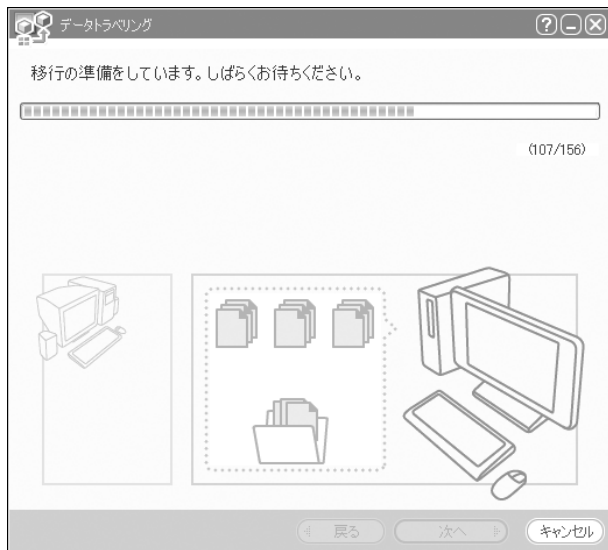 データトラベリング
移行の準備をしています。しばらくお待ちください。
(107/156)
戻る 次へ キャンセル